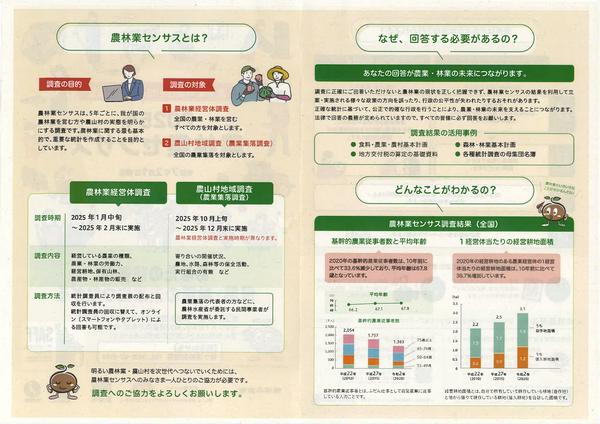 農林業センサスとは？
調査の目的
農林業センサスは、5年ごとに、我が国の
農林業を営む方や農山村の実態を明らか
にする調査です。農林業に関する最も基本
的で、重要な統計を作成することを目的と
しています。
調査の対象
1 農林業経営体調査
全国の農業・林業を営む
すべての方を対象とします。
2 農山村地域調査（農業集落調査）
全国の農業集落を対象とします。
農林業経営体調査
農山村地域調査
（農業集落調査）
調査時期
2025年1月中旬
～2025年2月末に実施
2025年10月上旬
～2025年12月末に実施
農林業経営体調査と実施時期が異なります。
調査内容
経営している農業の種類、
農業・林業の労働力、
経営耕地、保有山林、
農産物・林産物の販売 など
寄り合いの開催状況、
農地、水路、森林等の保全活動、
実行組合の有無 など
調査方法
統計調査員により調査票の配布と回
収を行います。
統計調査員の回収に替えて、オンライ
ン（スマートフォンやタブレット）によ
る回答も可能です。
農業集落の代表者の方などに、
農林水産省が委託する民間事業者が
調査を実施します。
明るい農林業・農山村を次世代へつないでいくためには、
農林業センサスへのみなさま一人ひとりのご協力が必要です。
調査へのご協力をよろしくお願いします。
なぜ、回答する必要があるの？
あなたの回答が農業・林業の未来につながります。
調査に正確にご回答いただけないと農林業の現状を正しく把握できず、農林業センサスの結果を利用して立
案・実施される様々な政策の方向を誤ったり、行政の公平性が失われたりするおそれがあります。
正確な統計に基づいて、公正で的確な行政を行うことにより、農業・林業の未来を支えることにつながります。
法律で回答の義務が定められていますので、すべての皆様に必ず回答をお願いします。
調査結果の活用事例
● 食料・農業・農村基本計画
● 森林・林業基本計画
● 地方交付税の算定の基礎資料
● 各種統計調査の母集団名簿
どんなことがわかるの？
農林業センサス調査結果（全国）
基幹的農業従事者数と平均年齢
2020年の基幹的農業従事者数は、10年前に
比べて33.6%減少しており、平均年齢は67.8
歳となっています。
平均年齢
66.2
67.1
67.8
基幹的農業従事者数
2,054
1,757
1,363
平成22年
(2010)
平成27年
(2015)
令和2年
(2020)
1経営体当たりの経営耕地面積
2020年の経営耕地のある農業経営体の1経営
体当たりの経営耕地面積は、10年前に比べて
38.7%増加しています。
2.2
2.5
3.1
平成22年
(2010)
平成27年
(2015)
令和2年
(2020)